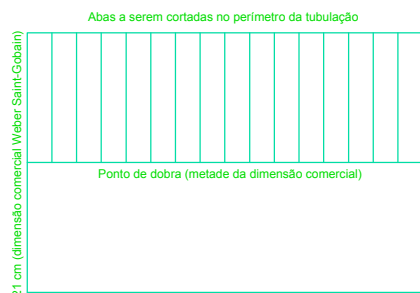 Abas a serem cortadas no perímetro da tubulação
21 cm (dimensão comercial Weber Saint-Gobain)
Ponto de dobra (metade da dimensão comercial)